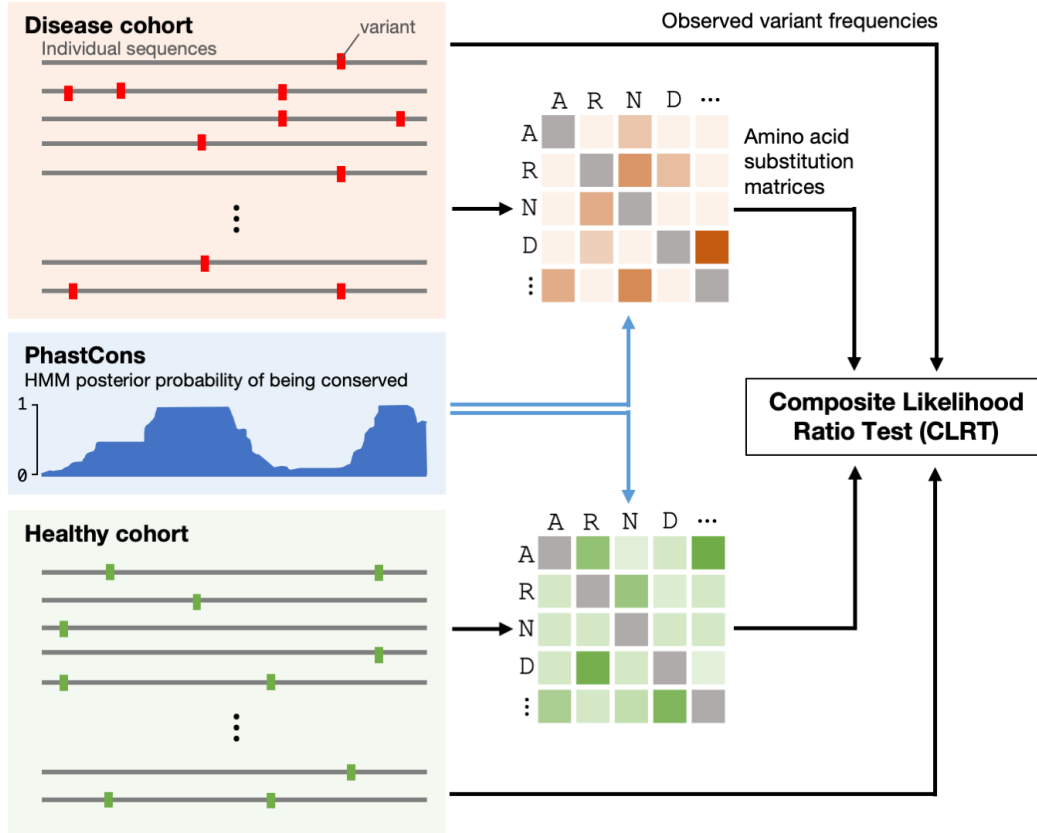 Disease cohort
Individual sequences
variant
Observed variant frequencies
A R N D ...
A
R
N
D
⋮
Amino acid
substitution
matrices
⋮
PhastCons
HMM posterior probability of being conserved
1
0
Composite Likelihood
Ratio Test (CLRT)
Healthy cohort
A R N D ...
A
R
N
D
⋮
⋮